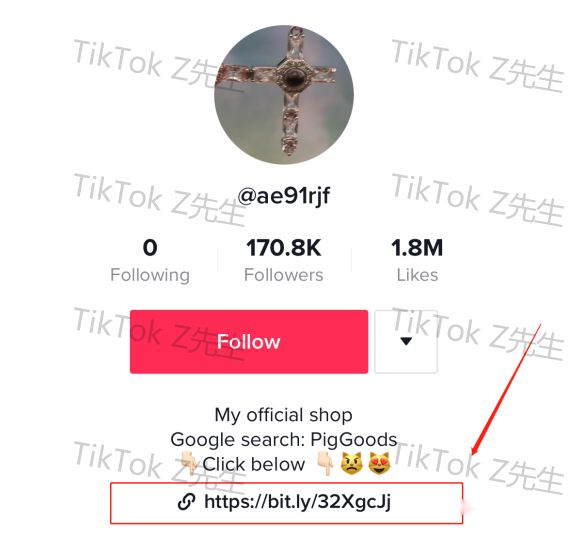 TikTok Z先生 TikTok Z先生
@ae91rjf
TikTok Z先生 TikTok Z先生
0 170.8K 1.8M
Following Followers Likes
TikTok Z先生 TikTok Z先生
Follow
My official shop
Google search: PigGoods
👇🏻Click below 👇🏻😾😻
TikTok Z先生 TikTok Z先生
https://bit.ly/32XgcJj